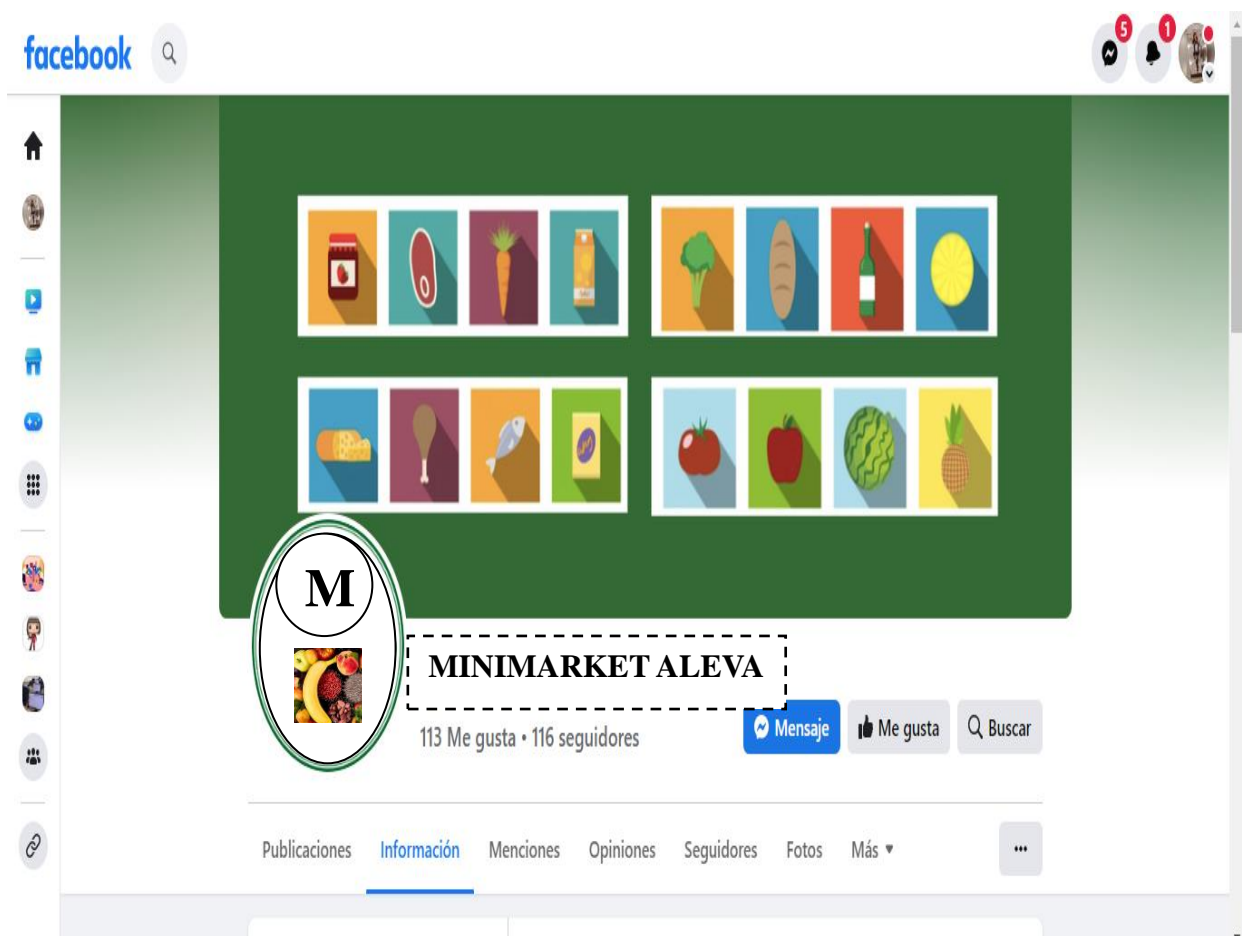 facebook
5
1
M
MINIMARKET ALEVA
113 Me gusta • 116 seguidores
Mensaje
Me gusta
Buscar
Publicaciones
Información
Menciones
Opiniones
Seguidores
Fotos
Más